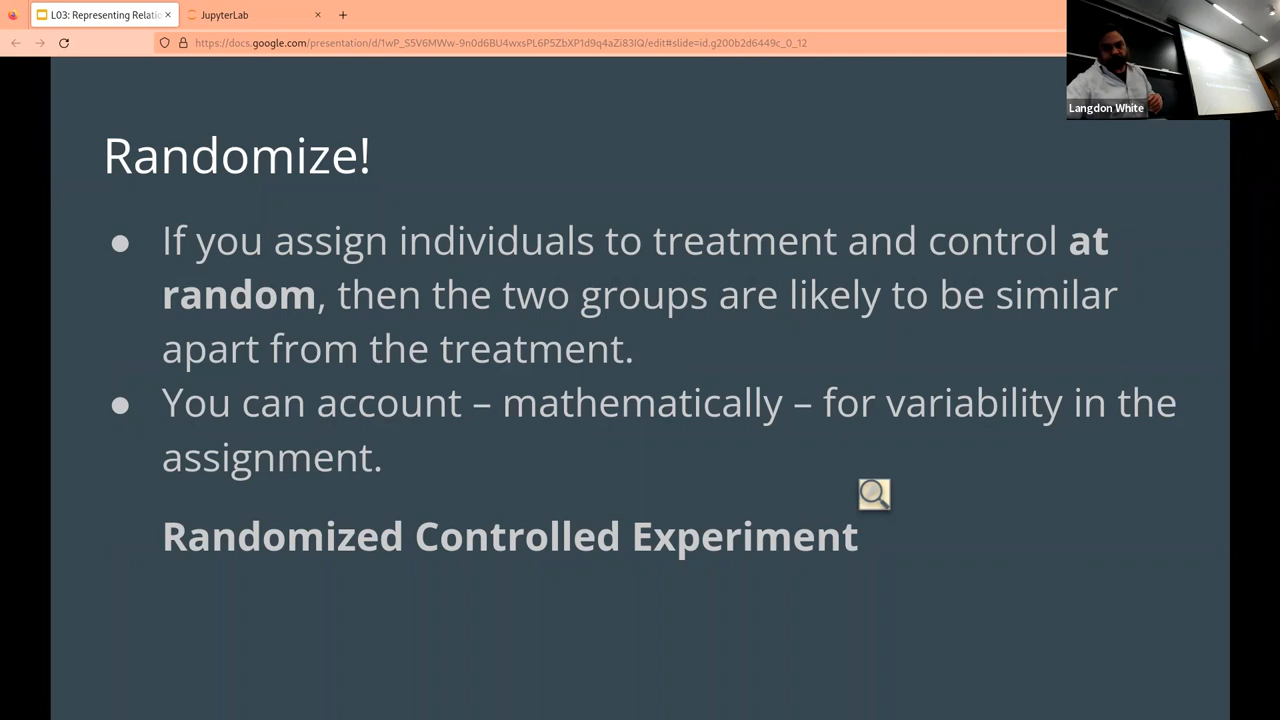 L03: Representing Relatio
JupyterLab
https://docs.google.com/presentation/d/1wP_S5V6MWw-9n0d6BU4wxsPL6P5ZbXP1d9q4aZi83IQ/edit#slide=id.g200b2d6449c_0_12
Langdon White
Randomize!
● If you assign individuals to treatment and control at
random, then the two groups are likely to be similar
apart from the treatment.
● You can account – mathematically – for variability in the
assignment.
Randomized Controlled Experiment